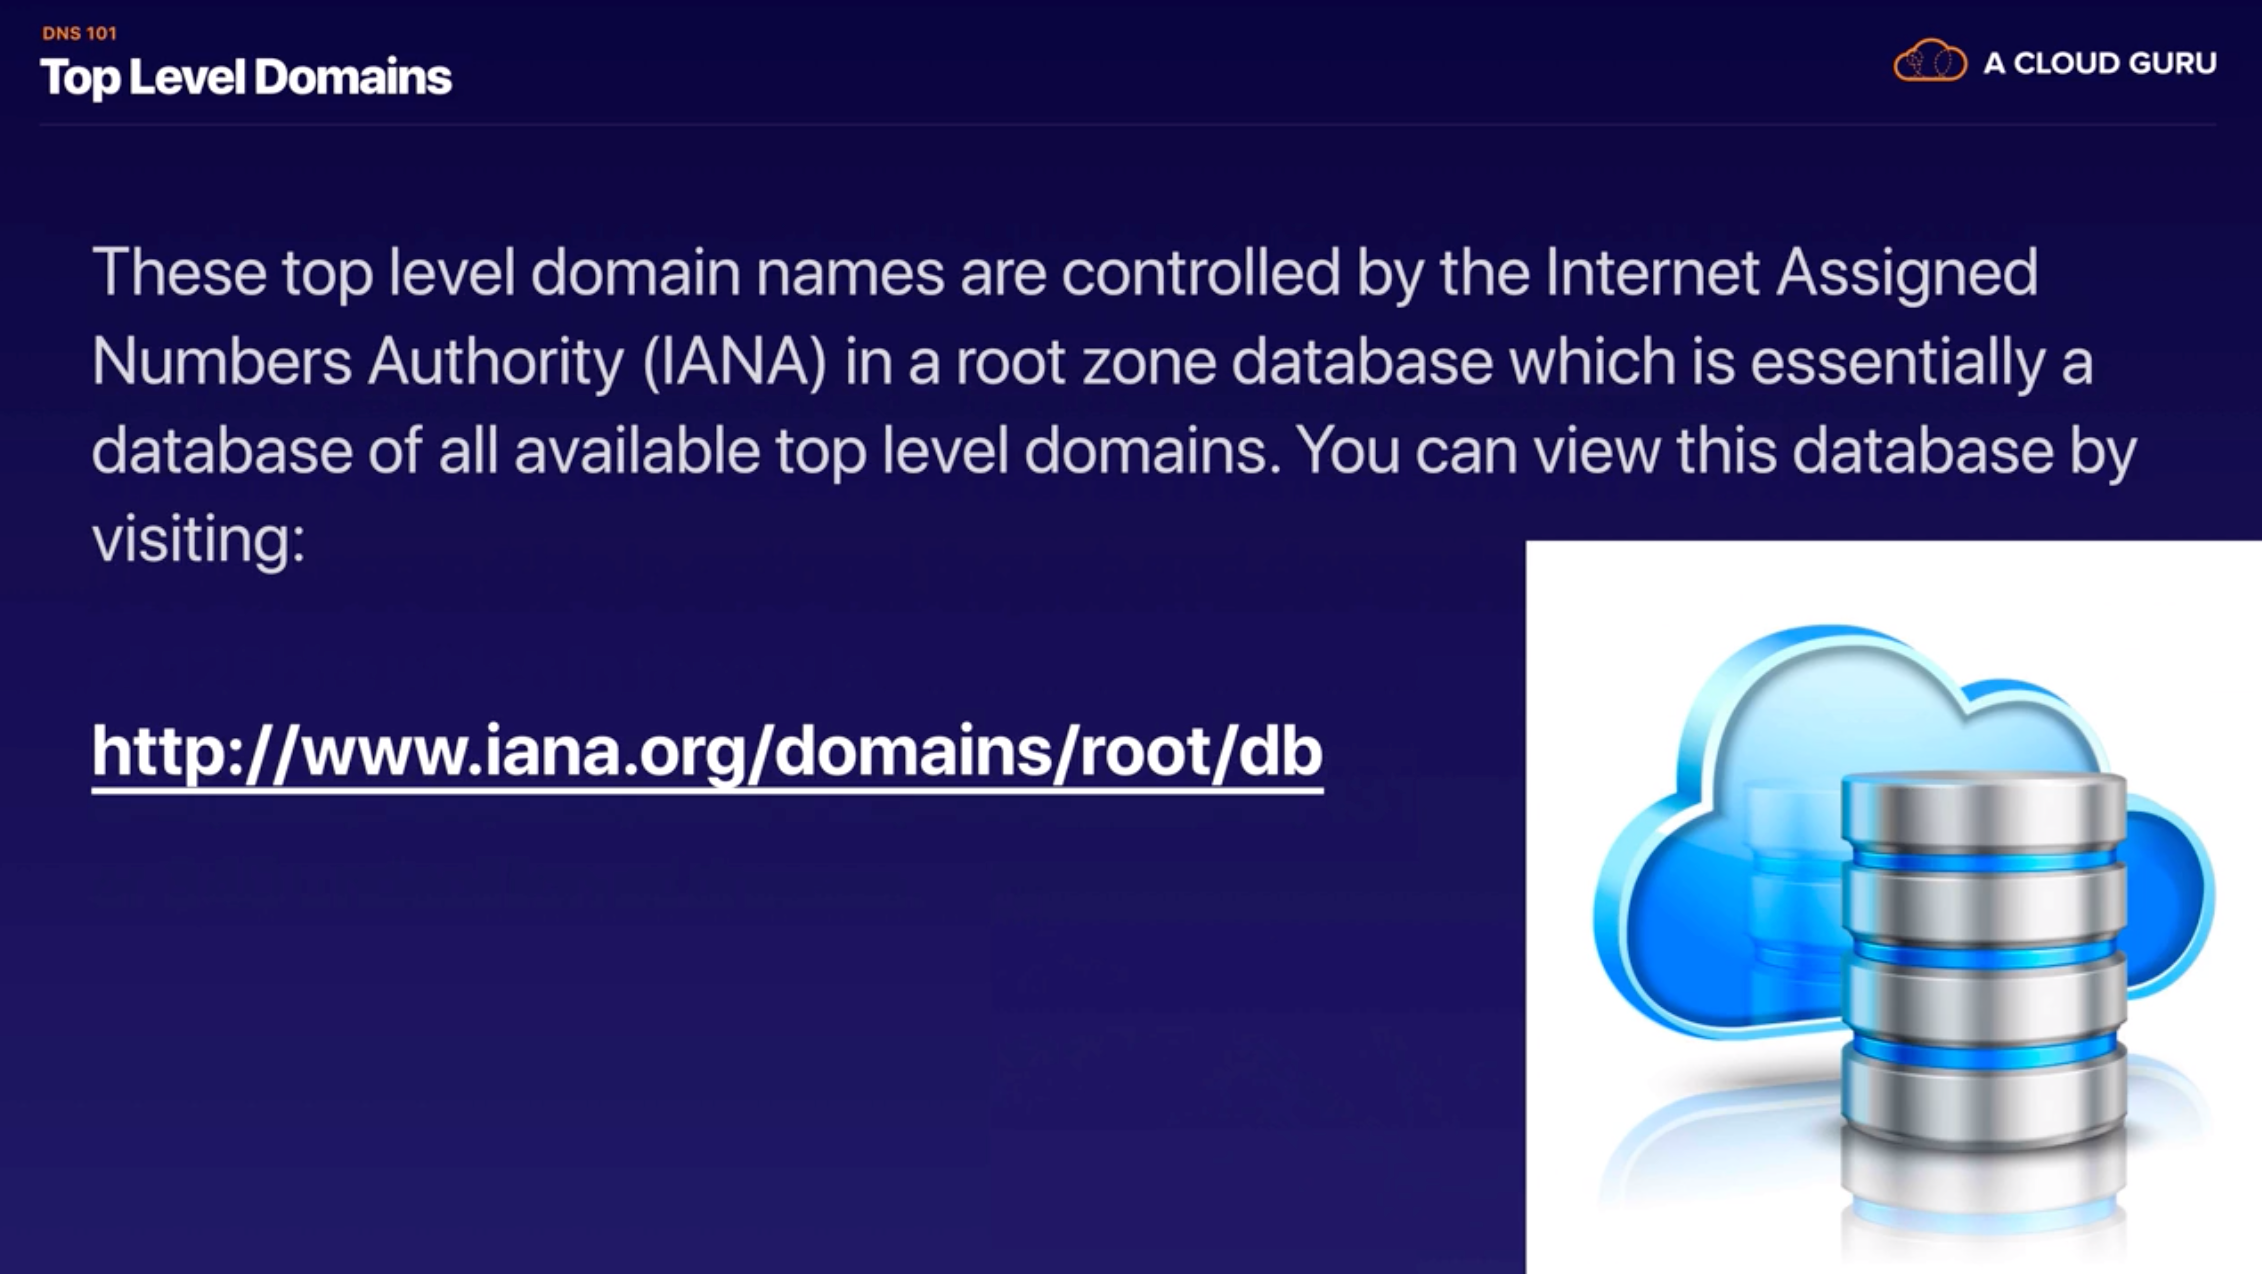 DNS 101
Top Level Domains
A CLOUD GURU
These top level domain names are controlled by the Internet Assigned
Numbers Authority (IANA) in a root zone database which is essentially a
database of all available top level domains. You can view this database by
visiting:
http://www.iana.org/domains/root/db